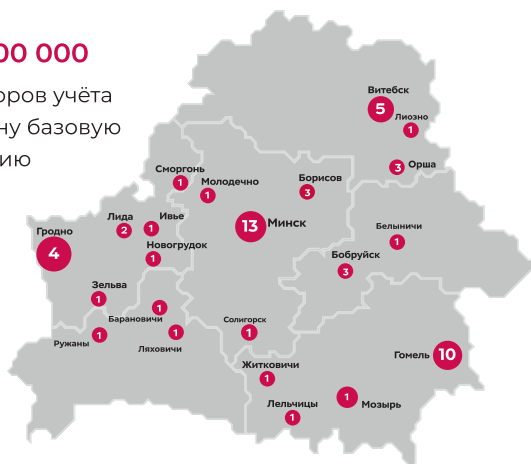 00 000
оров учёта
ну базовую
ию
Витебск
5
Лиозно
1
3 Орша
Сморгонь
1
Молодечно
1
Борисов
3
13 Минск
Лида
2
Ивье
1
Гродно
4
Новогрудок
1
Белыничи
1
Бобруйск
3
Зельва
1
1
Барановичи
Ружаны 1
1
Ляховичи
Солигорск
1
Гомель 10
Житковичи
1
Лельчицы
1
1
Мозырь